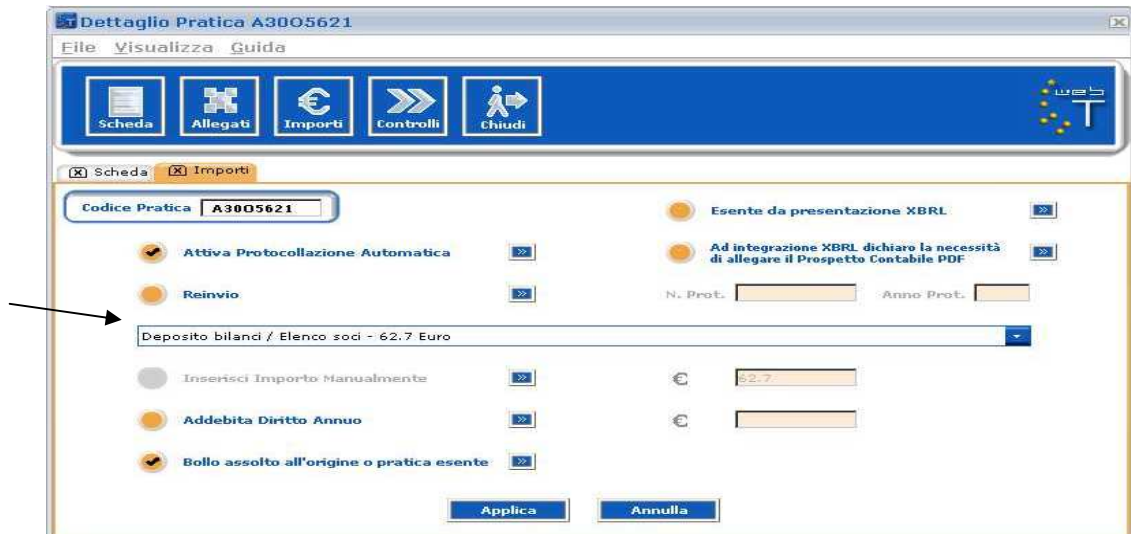 Dettaglio Pratica A30O5621
File Visualizza Guida
Scheda Allegati Importi Controlli Chiudi
web T
Scheda Importi
Codice Pratica A30O5621
Esente da presentazione XBRL
Attiva Protocollazione Automatica
Ad integrazione XBRL dichiaro la necessità
di allegare il Prospetto Contabile PDF
Reinvio
N. Prot. Anno Prot.
Deposito bilanci / Elenco soci - 62.7 Euro
Inserisci Importo Manualmente € 62.7
Addebita Diritto Annuo €
Bollo assolto all'origine o pratica esente
Applica Annulla